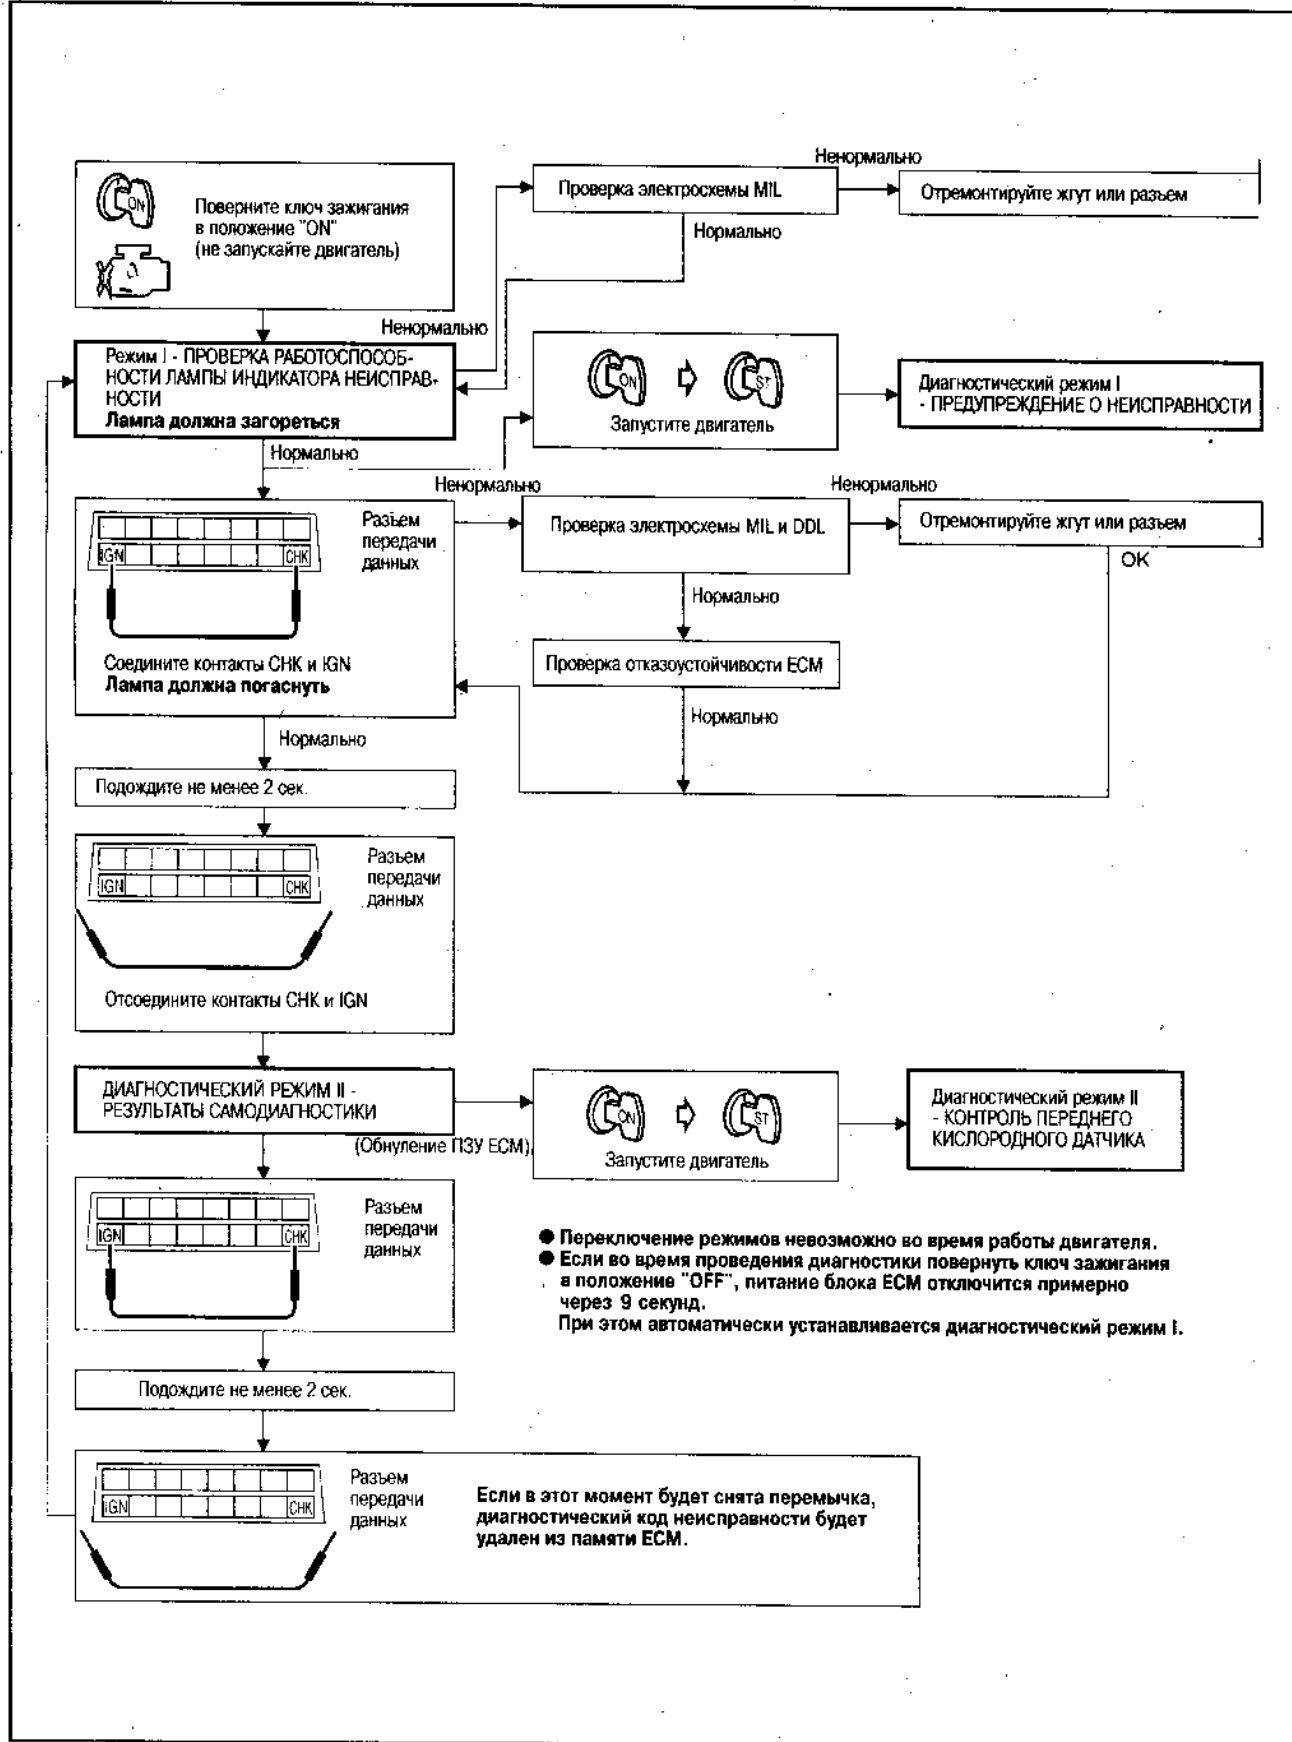 Ненормально
Проверка электросхемы MIL
Отремонтируйте жгут или разъем
Нормально
ON
Поверните ключ зажигания
в положение "ON"
(не запускайте двигатель)
Ненормально
Режим I - ПРОВЕРКА РАБОТОСПОСОБ-
НОСТИ ЛАМПЫ ИНДИКАТОРА НЕИСПРАВ-
НОСТИ
Лампа должна загореться
ON
ST
Запустите двигатель
Диагностический режим I
- ПРЕДУПРЕЖДЕНИЕ О НЕИСПРАВНОСТИ
Нормально
Ненормально
Ненормально
IGN
CHK
Разъем
передачи
данных
Соедините контакты CHK и IGN
Лампа должна погаснуть
Проверка электросхемы MIL и DDL
Отремонтируйте жгут или разъем
OK
Нормально
Проверка отказоустойчивости ECM
Нормально
Нормально
Подождите не менее 2 сек.
IGN
CHK
Разъем
передачи
данных
Отсоедините контакты CHK и IGN
ДИАГНОСТИЧЕСКИЙ РЕЖИМ II -
РЕЗУЛЬТАТЫ САМОДИАГНОСТИКИ
(Обнуление ПЗУ ECM)
ON
ST
Запустите двигатель
Диагностический режим II
- КОНТРОЛЬ ПЕРЕДНЕГО
КИСЛОРОДНОГО ДАТЧИКА
IGN
CHK
Разъем
передачи
данных
● Переключение режимов невозможно во время работы двигателя.
● Если во время проведения диагностики повернуть ключ зажигания
в положение "OFF", питание блока ECM отключится примерно
через 9 секунд.
При этом автоматически устанавливается диагностический режим I.
Подождите не менее 2 сек.
IGN
CHK
Разъем
передачи
данных
Если в этот момент будет снята перемычка,
диагностический код неисправности будет
удален из памяти ECM.